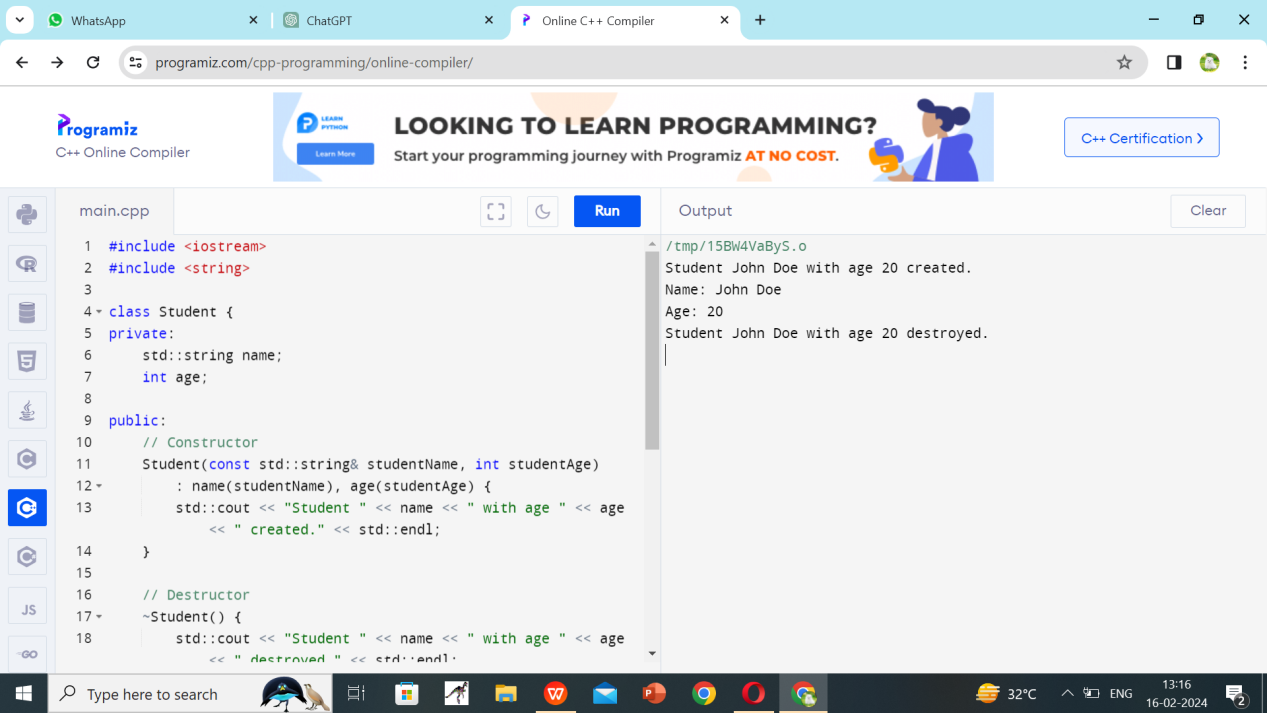 WhatsApp
ChatGPT
Online C++ Compiler
programiz.com/cpp-programming/online-compiler/
Programiz
C++ Online Compiler
LEARN
PYTHON
Learn More
LOOKING TO LEARN PROGRAMMING?
Start your programming journey with Programiz AT NO COST.
C++ Certification >
main.cpp
Run
Output
Clear
1 #include <iostream>
2 #include <string>
3
4 class Student {
5 private:
6     std::string name;
7     int age;
8
9 public:
10     // Constructor
11     Student(const std::string& studentName, int studentAge)
12         : name(studentName), age(studentAge) {
13         std::cout << "Student " << name << " with age " << age
<< " created." << std::endl;
14     }
15
16     // Destructor
17     ~Student() {
18         std::cout << "Student " << name << " with age " << age
<< " destroyed." << std::endl;
/tmp/15BW4VaByS.o
Student John Doe with age 20 created.
Name: John Doe
Age: 20
Student John Doe with age 20 destroyed.
JS
GO
Type here to search
32°C
ENG
13:16
16-02-2024
2